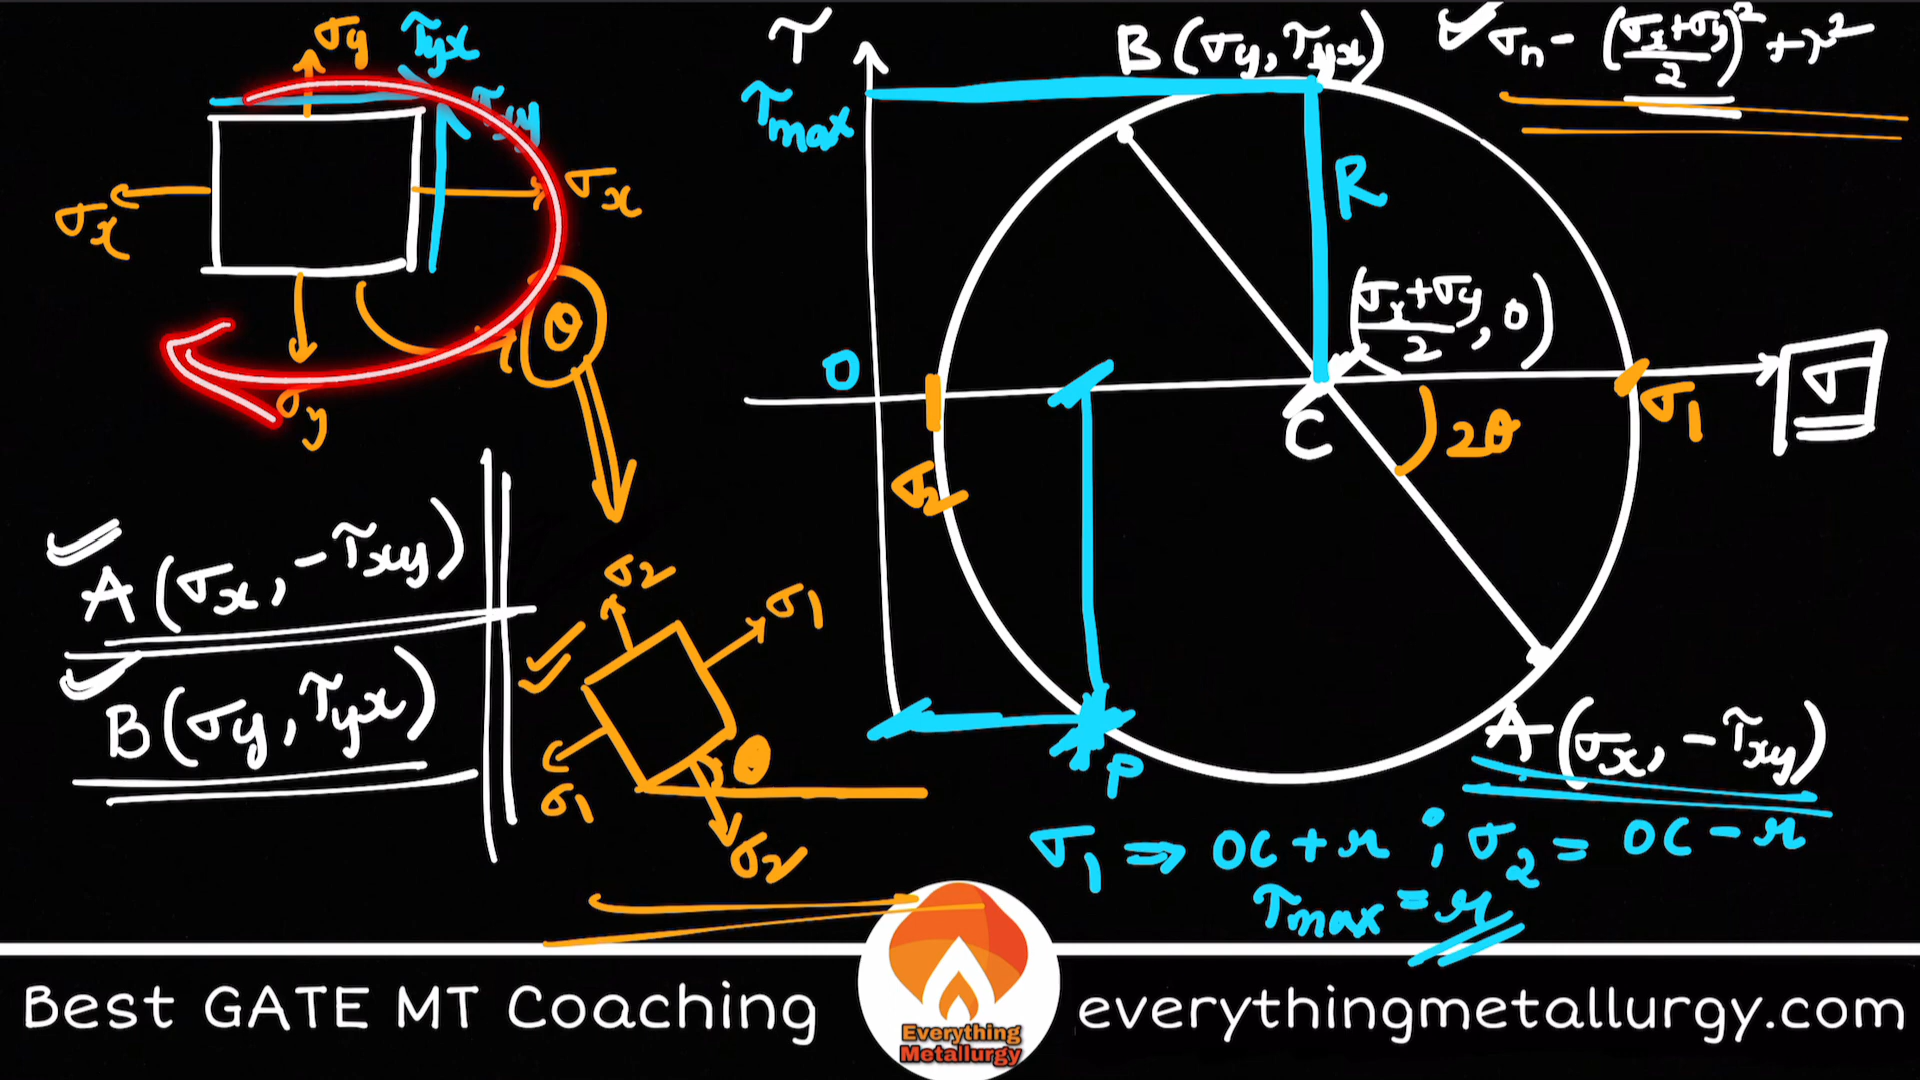 σy τyx
τxy
σx
σx
θ
σy
A (σx, -τxy)
B (σy, τyx)
σ2
σ1
σ1
θ
σ2
τ
τmax
B (σy, τyx)
σn - (σx+σy/2)² + r²
R
(σx+σy/2, 0)
0
C
2θ
σ1
σ
σ2
P
A (σx, -τxy)
σ1 ⇒ OC + r ; σ2 = OC - r
τmax = r
Best GATE MT Coaching
Everything
Metallurgy
everythingmetallurgy.com